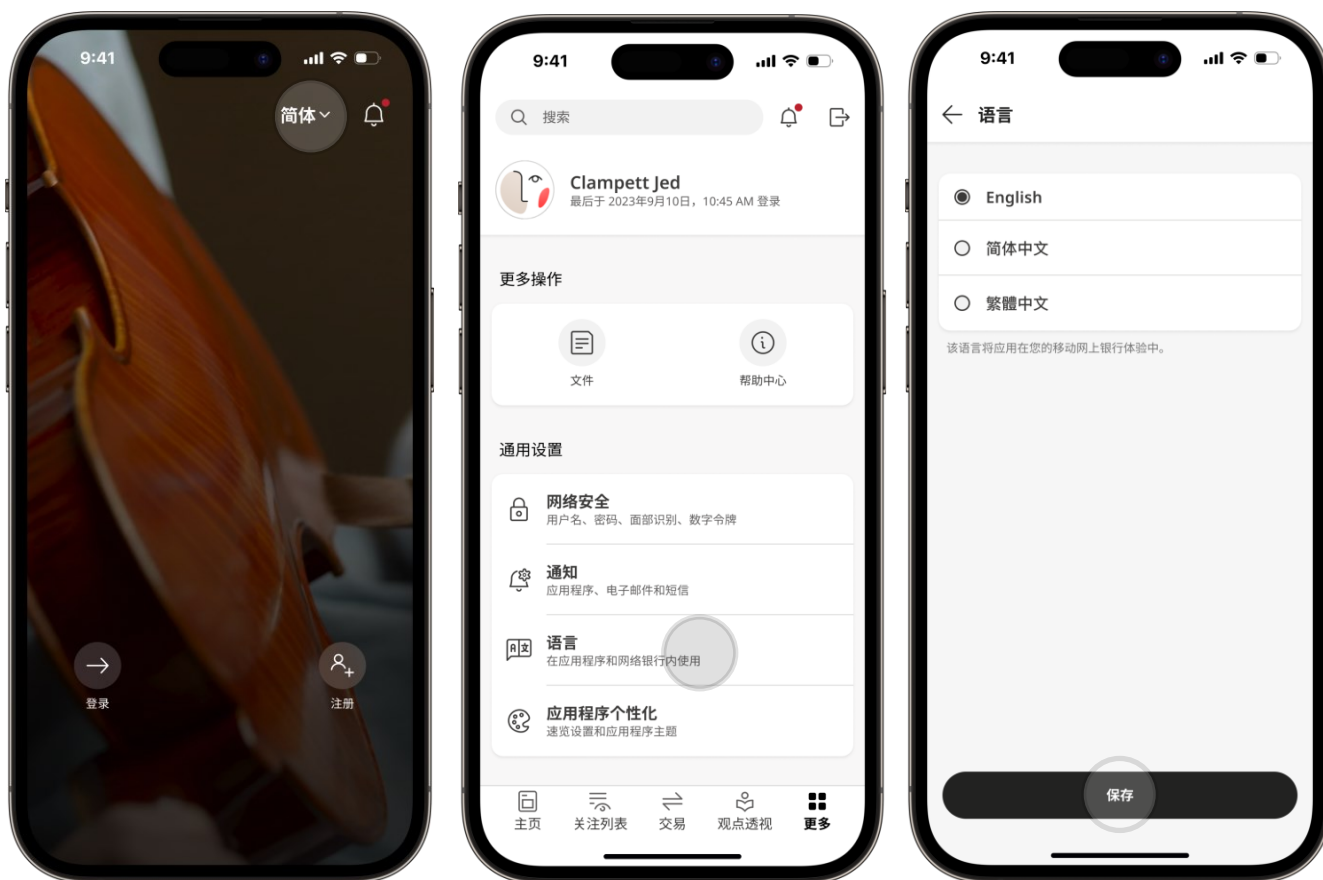 9:41
简体
登录
注册
9:41
搜索
Clampett Jed
最后于 2023年9月10日，10:45 AM 登录
更多操作
文件
帮助中心
通用设置
网络安全
用户名、密码、面部识别、数字令牌
通知
应用程序、电子邮件和短信
语言
在应用程序和网络银行内使用
应用程序个性化
速览设置和应用程序主题
主页
关注列表
交易
观点透视
更多
9:41
语言
English
简体中文
繁體中文
该语言将应用在您的移动网上银行体验中。
保存